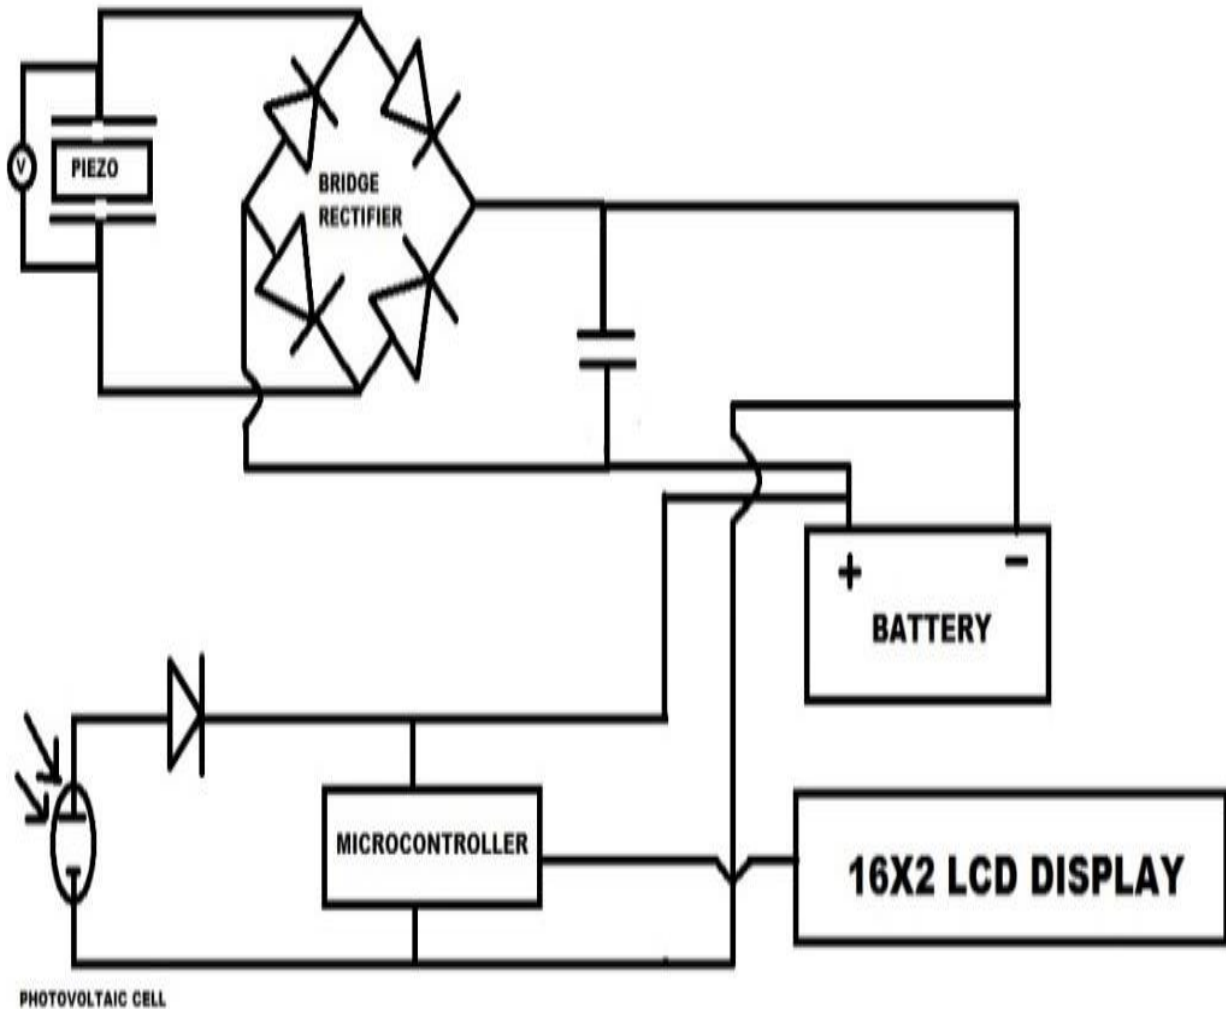 V
PIEZO
BRIDGE
RECTIFIER
+ −
BATTERY
MICROCONTROLLER
16X2 LCD DISPLAY
PHOTOVOLTAIC CELL